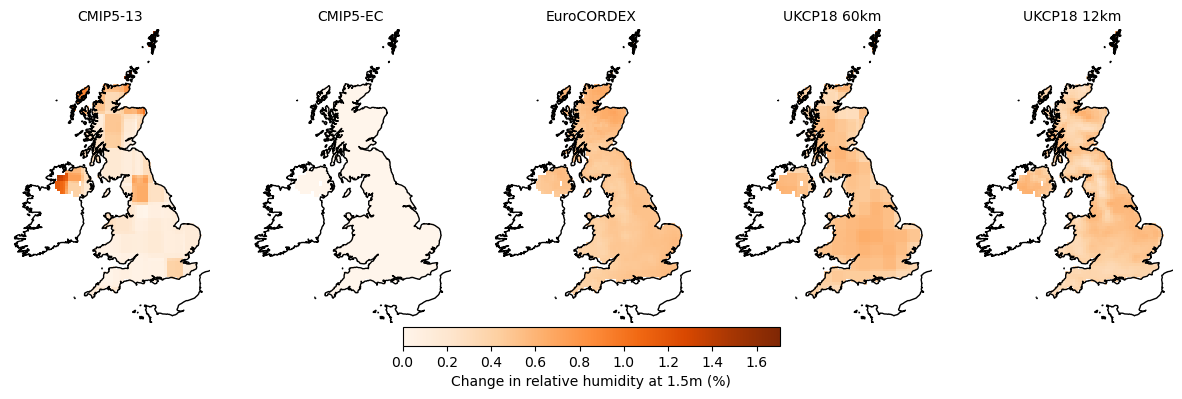 CMIP5-13 CMIP5-EC EuroCORDEX UKCP18 60km UKCP18 12km
0.0 0.2 0.4 0.6 0.8 1.0 1.2 1.4 1.6
Change in relative humidity at 1.5m (%)